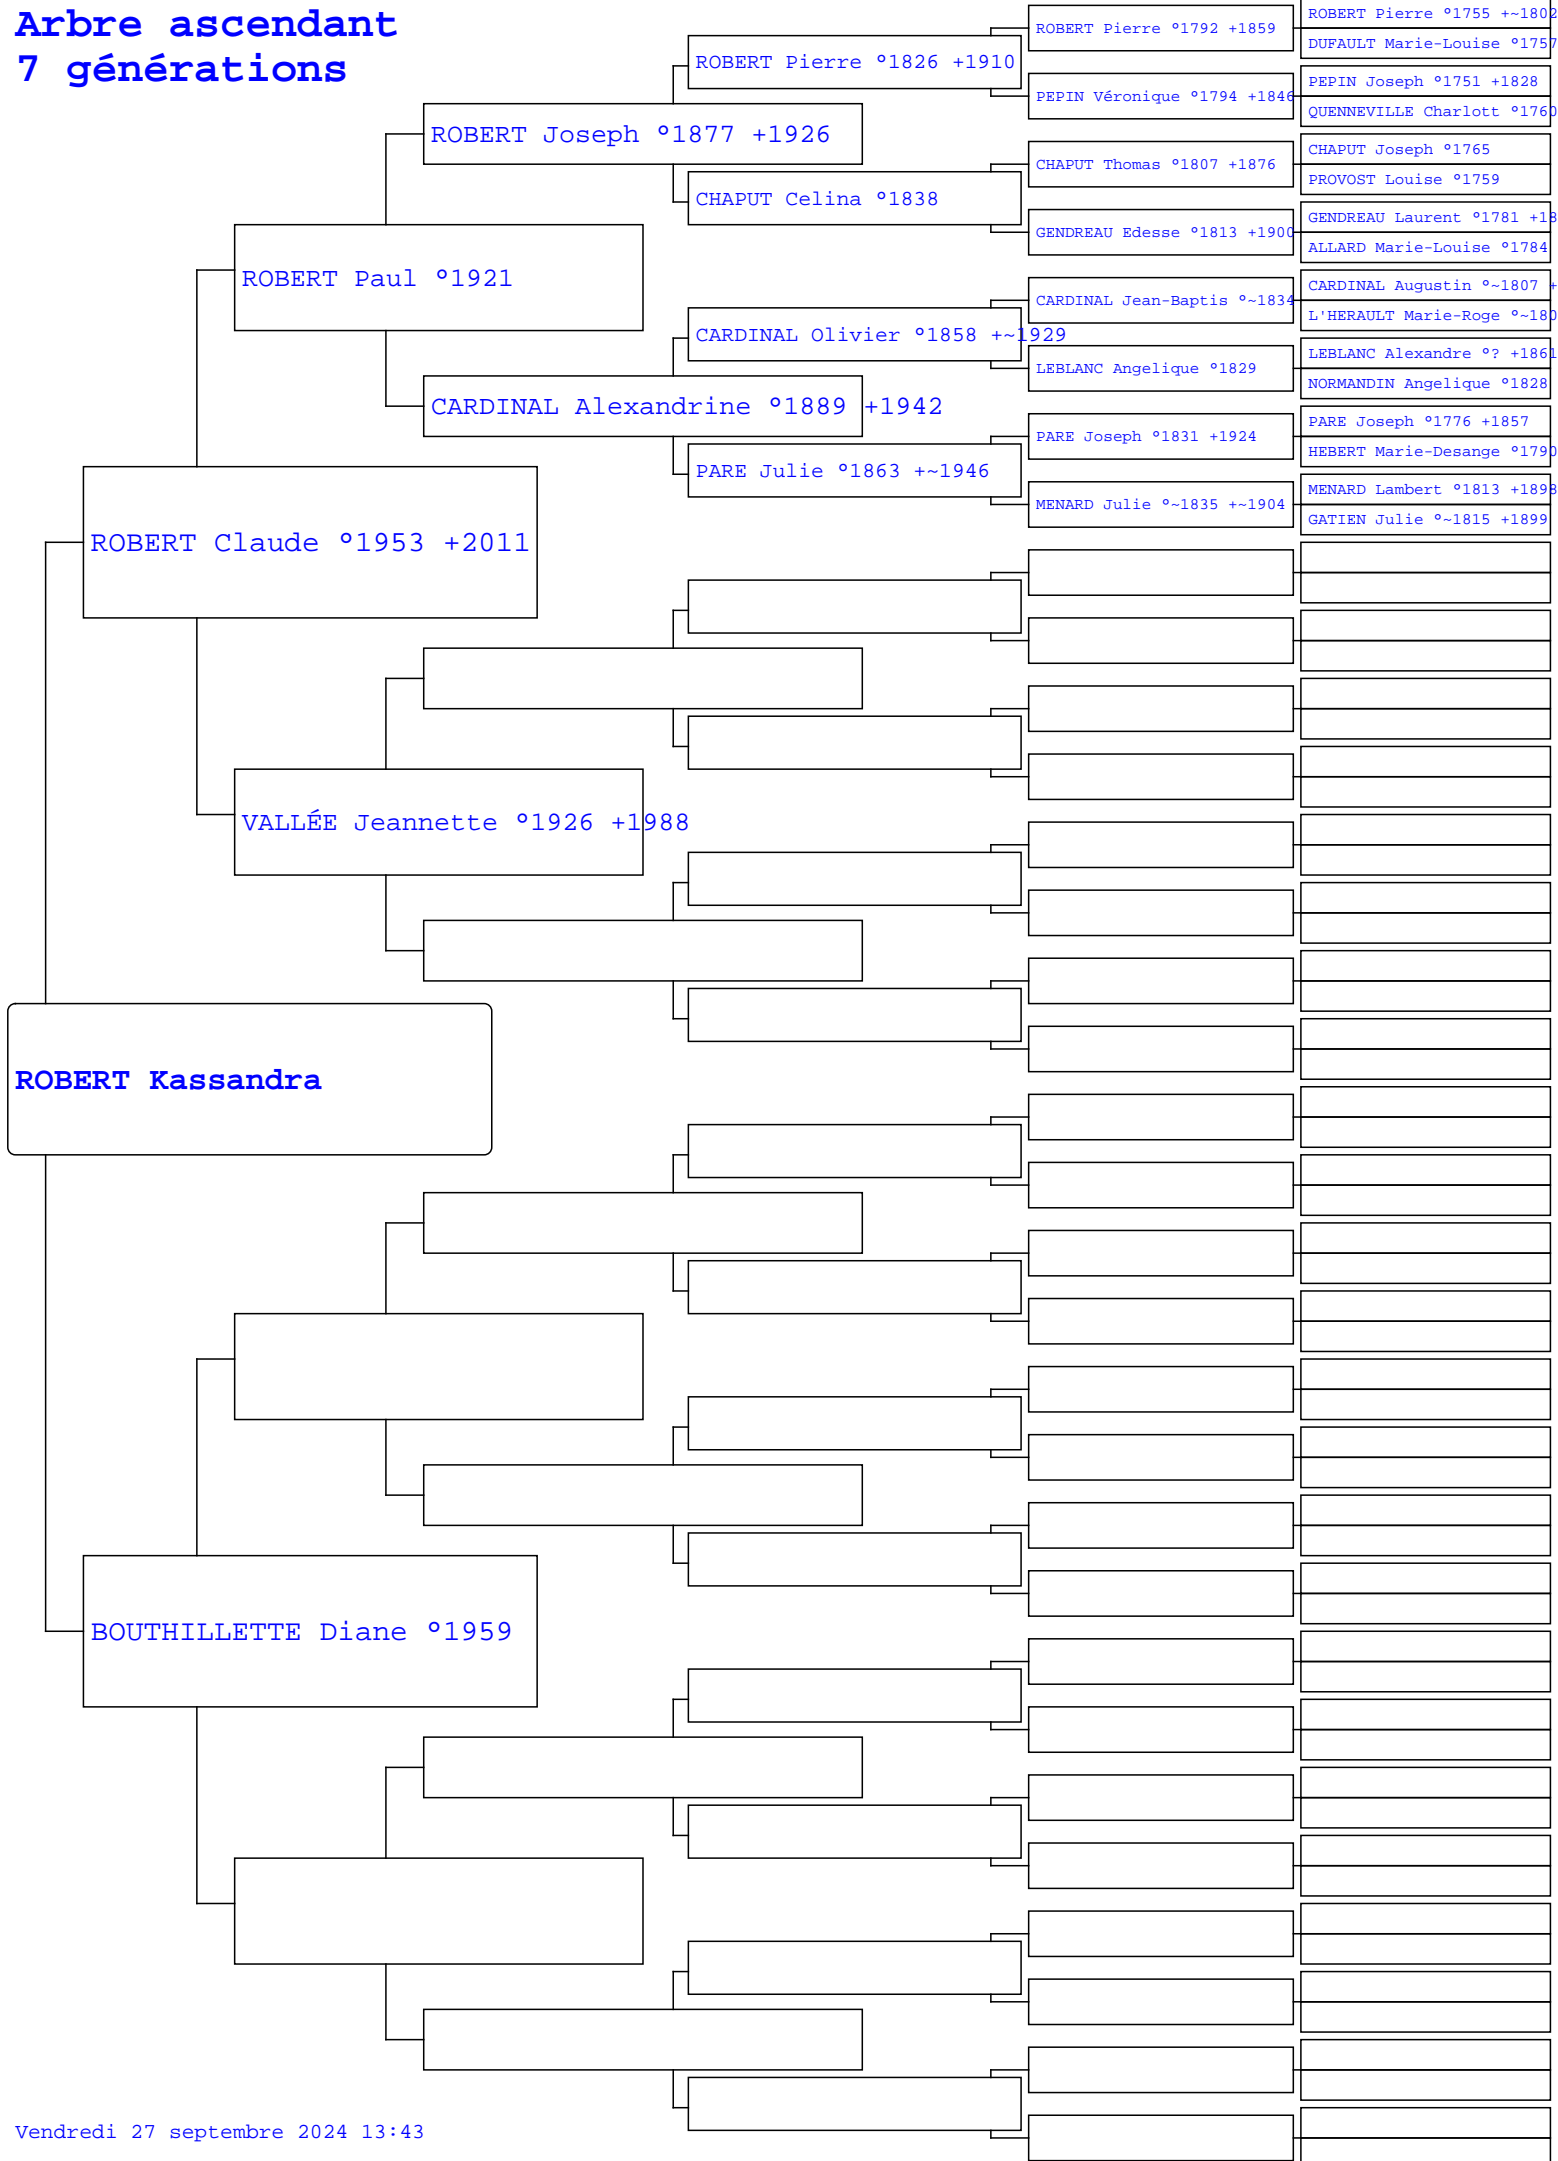 Arbre ascendant
7 générations
ROBERT Pierre °1755 +~1802
ROBERT Pierre °1792 +1859
DUFAULT Marie-Louise °1757
ROBERT Pierre °1826 +1910
PEPIN Joseph °1751 +1828
PEPIN Véronique °1794 +1846
QUENNEVILLE Charlott °1760
ROBERT Joseph °1877 +1926
CHAPUT Joseph °1765
CHAPUT Thomas °1807 +1876
PROVOST Louise °1759
CHAPUT Celina °1838
GENDREAU Laurent °1781 +18
GENDREAU Edesse °1813 +1900
ALLARD Marie-Louise °1784
ROBERT Paul °1921
CARDINAL Augustin °~1807 +
CARDINAL Jean-Baptis °~1834
L'HERAULT Marie-Roge °~180
CARDINAL Olivier °1858 +~1929
LEBLANC Alexandre °? +1861
LEBLANC Angelique °1829
NORMANDIN Angelique °1828
CARDINAL Alexandrine °1889 +1942
PARE Joseph °1776 +1857
PARE Joseph °1831 +1924
HEBERT Marie-Desange °1790
PARE Julie °1863 +~1946
MENARD Lambert °1813 +1898
MENARD Julie °~1835 +~1904
GATIEN Julie °~1815 +1899
ROBERT Claude °1953 +2011
VALLÉE Jeannette °1926 +1988
ROBERT Kassandra
BOUTHILLETTE Diane °1959
Vendredi 27 septembre 2024 13:43